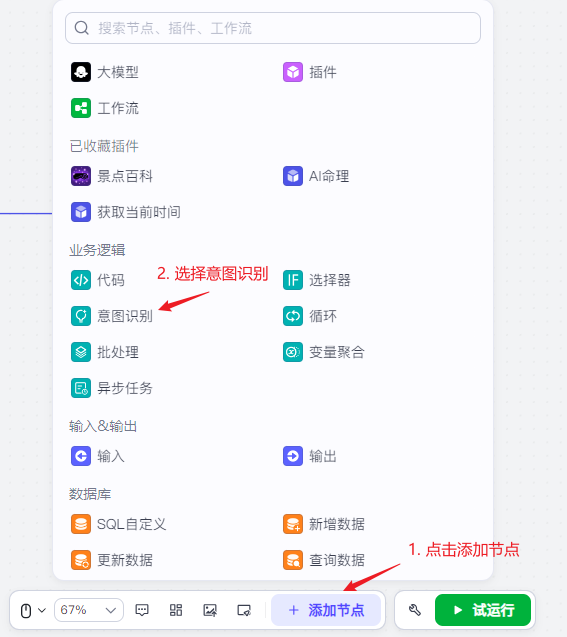 搜索节点、插件、工作流
大模型
插件
工作流
已收藏插件
景点百科
AI命理
获取当前时间
业务逻辑
2. 选择意图识别
代码
IF
选择器
意图识别
循环
批处理
变量聚合
异步任务
输入&输出
输入
输出
数据库
SQL自定义
新增数据
1. 点击添加节点
更新数据
查询数据
67%
添加节点
试运行